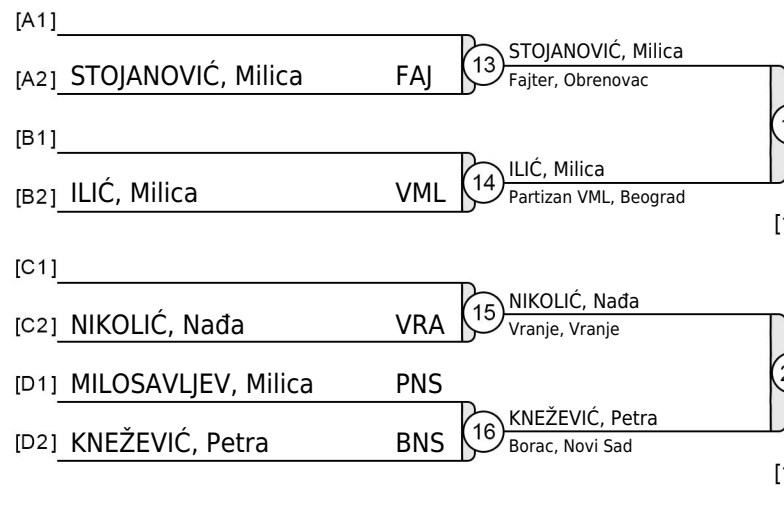 [A1]
[A2] STOJANOVIĆ, Milica FAJ
13
STOJANOVIĆ, Milica
Fajter, Obrenovac
[B1]
[B2] ILIĆ, Milica VML
14
ILIĆ, Milica
Partizan VML, Beograd
[C1]
[C2] NIKOLIĆ, Nađa VRA
15
NIKOLIĆ, Nađa
Vranje, Vranje
[D1] MILOSAVLJEV, Milica PNS
[D2] KNEŽEVIĆ, Petra BNS
16
KNEŽEVIĆ, Petra
Borac, Novi Sad